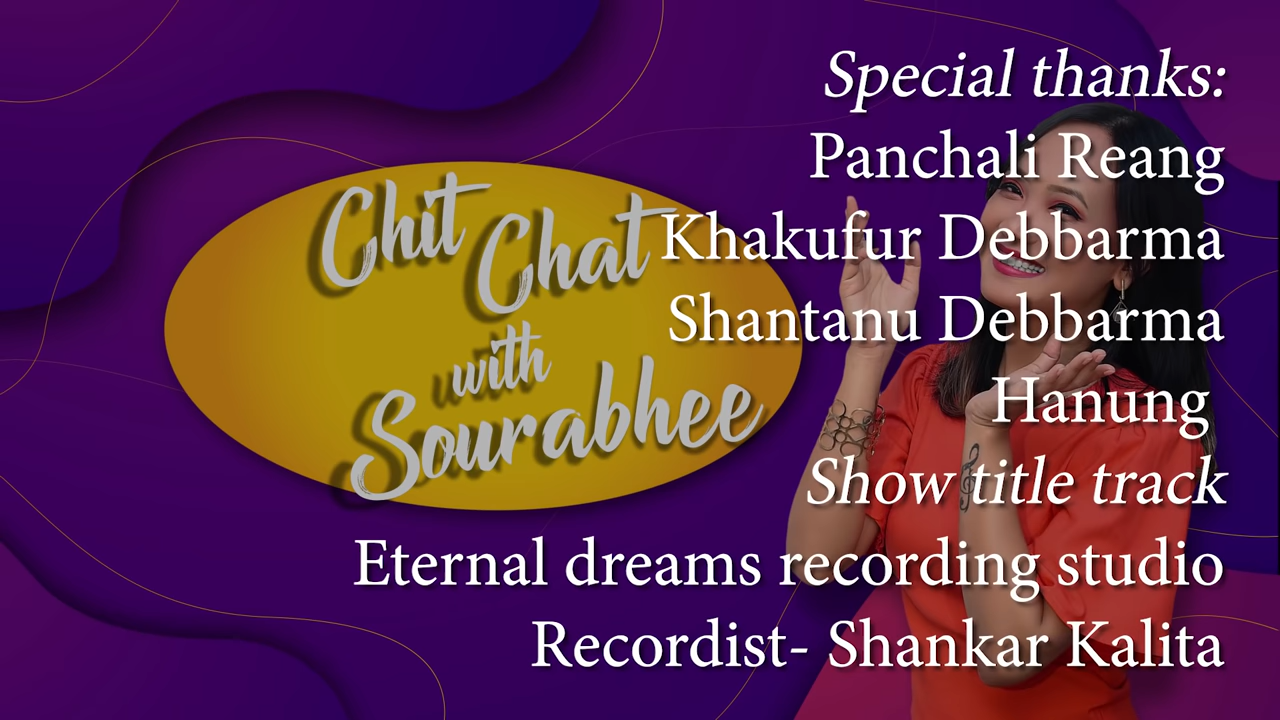 Chit Chat
with
Sourabhee
Special thanks:
Panchali Reang
Khakufur Debbarma
Shantanu Debbarma
Hanung
Show title track
Eternal dreams recording studio
Recordist- Shankar Kalita